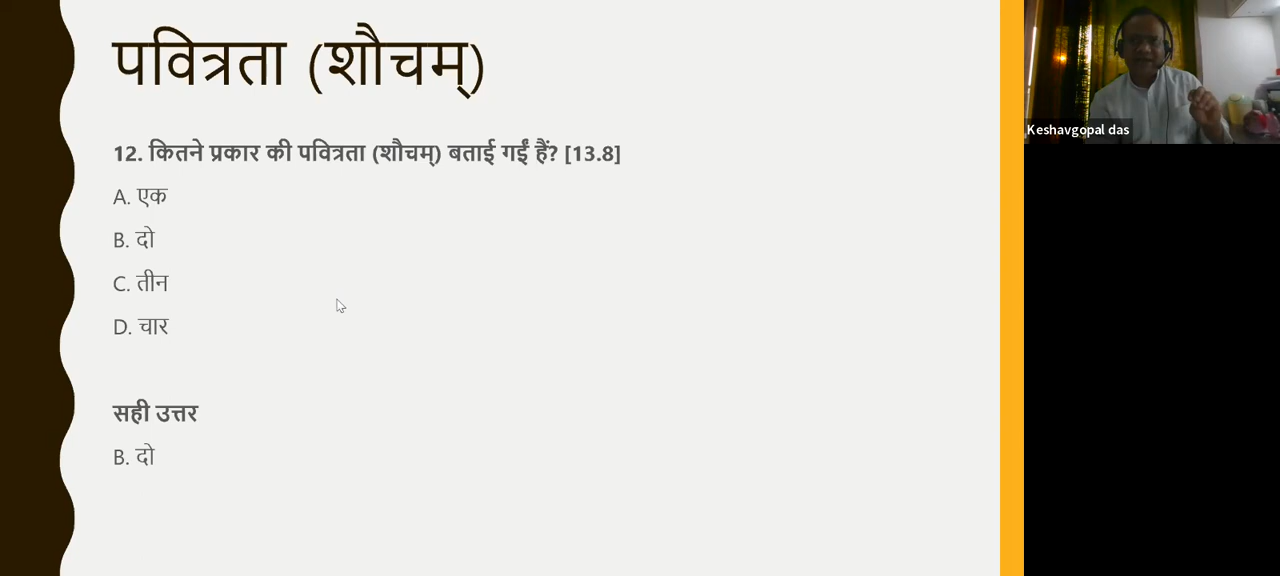 पवित्रता (शौचम्)
12. कितने प्रकार की पवित्रता (शौचम्) बताई गईं हैं? [13.8]
A. एक
B. दो
C. तीन
D. चार
सही उत्तर
B. दो
Keshavgopal das